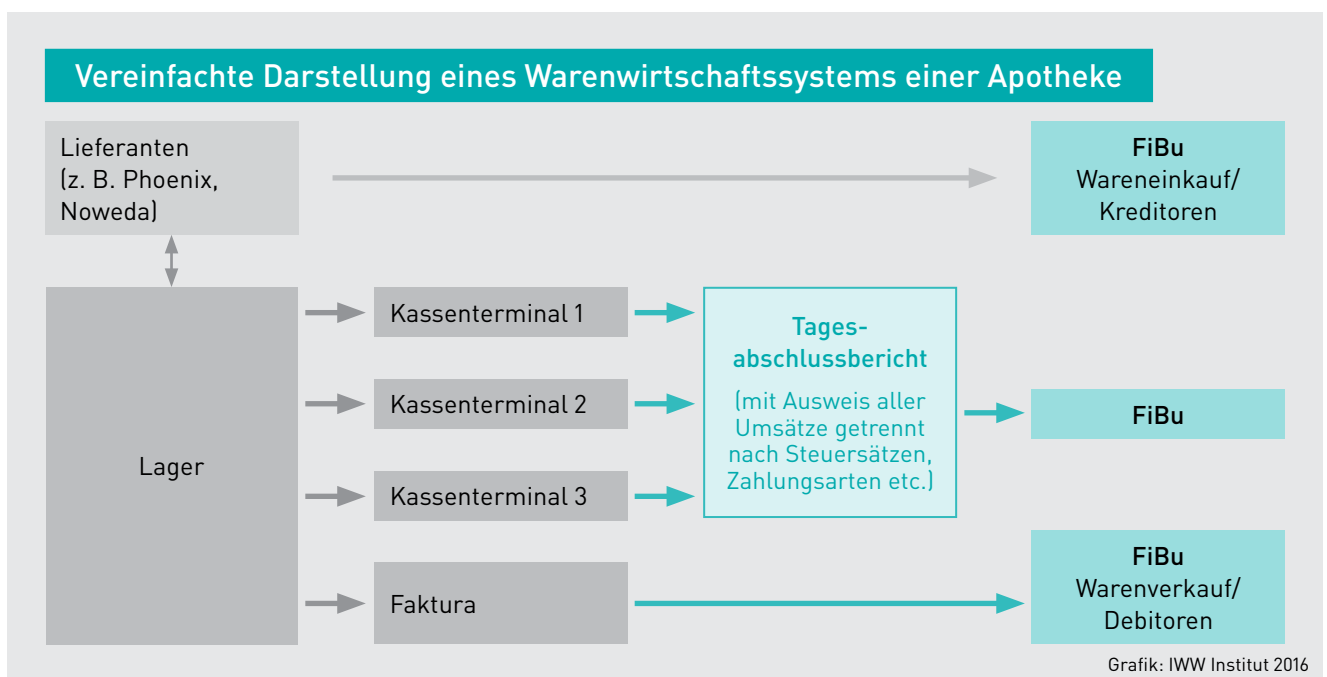 Vereinfachte Darstellung eines Warenwirtschaftssystems einer Apotheke
Lieferanten
(z. B. Phoenix,
Noweda)
FiBu
Wareneinkauf/
Kreditoren
Lager
Kassenterminal 1
Kassenterminal 2
Kassenterminal 3
Faktura
Tages-
abschlussbericht
(mit Ausweis aller
Umsätze getrennt
nach Steuersätzen,
Zahlungsarten etc.)
FiBu
FiBu
Warenverkauf/
Debitoren
Grafik: IWW Institut 2016